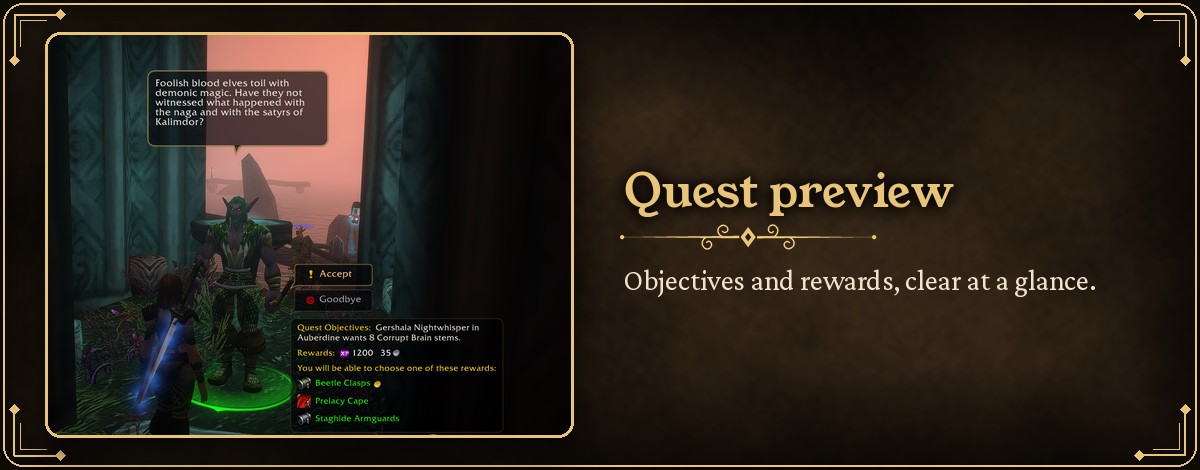 Foolish blood elves toil with
demonic magic. Have they not
witnessed what happened with
the naga and with the satyrs of
Kalimdor?
! Accept
Goodbye
Quest Objectives: Gershala Nightwhisper in
Auberdine wants 8 Corrupt Brain stems.
Rewards: XP 1200 35
You will be able to choose one of these rewards:
Beetle Clasps
Prelacy Cape
Staghide Armguards
Quest preview
Objectives and rewards, clear at a glance.